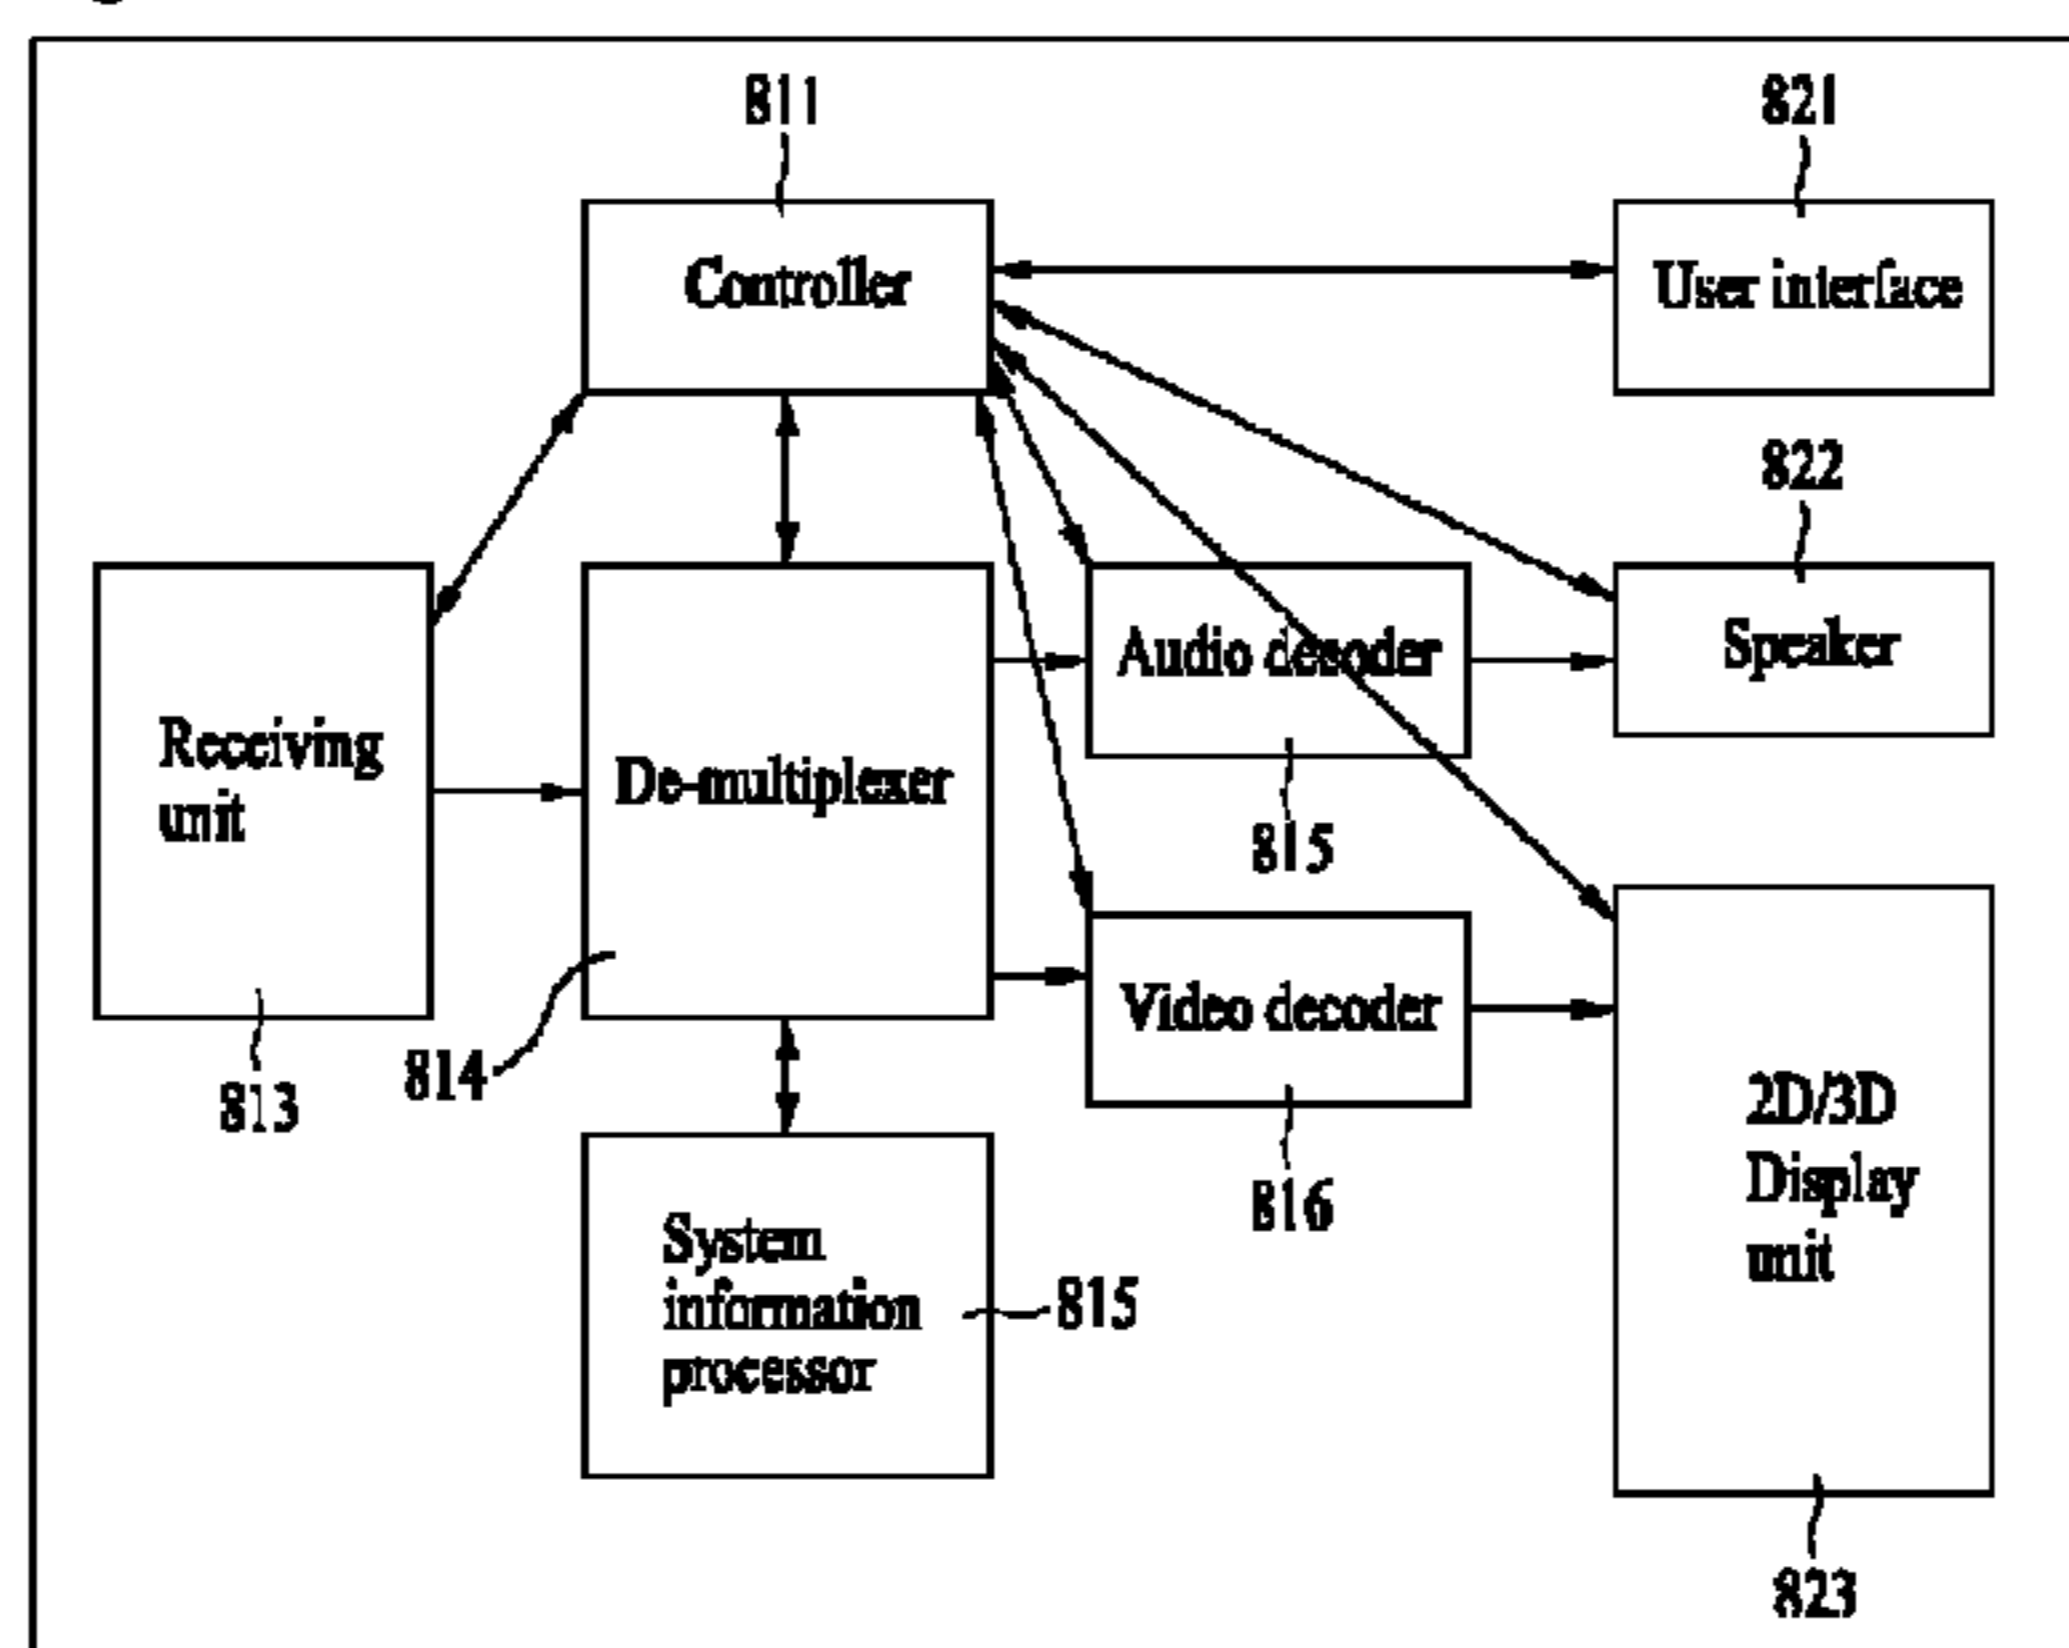 811
821
Controller
User interface
822
Receiving
unit
De-multiplexer
Audio decoder
Speaker
815
813
814
Video decoder
816
2D/3D
Display
unit
System
information
processor
815
823